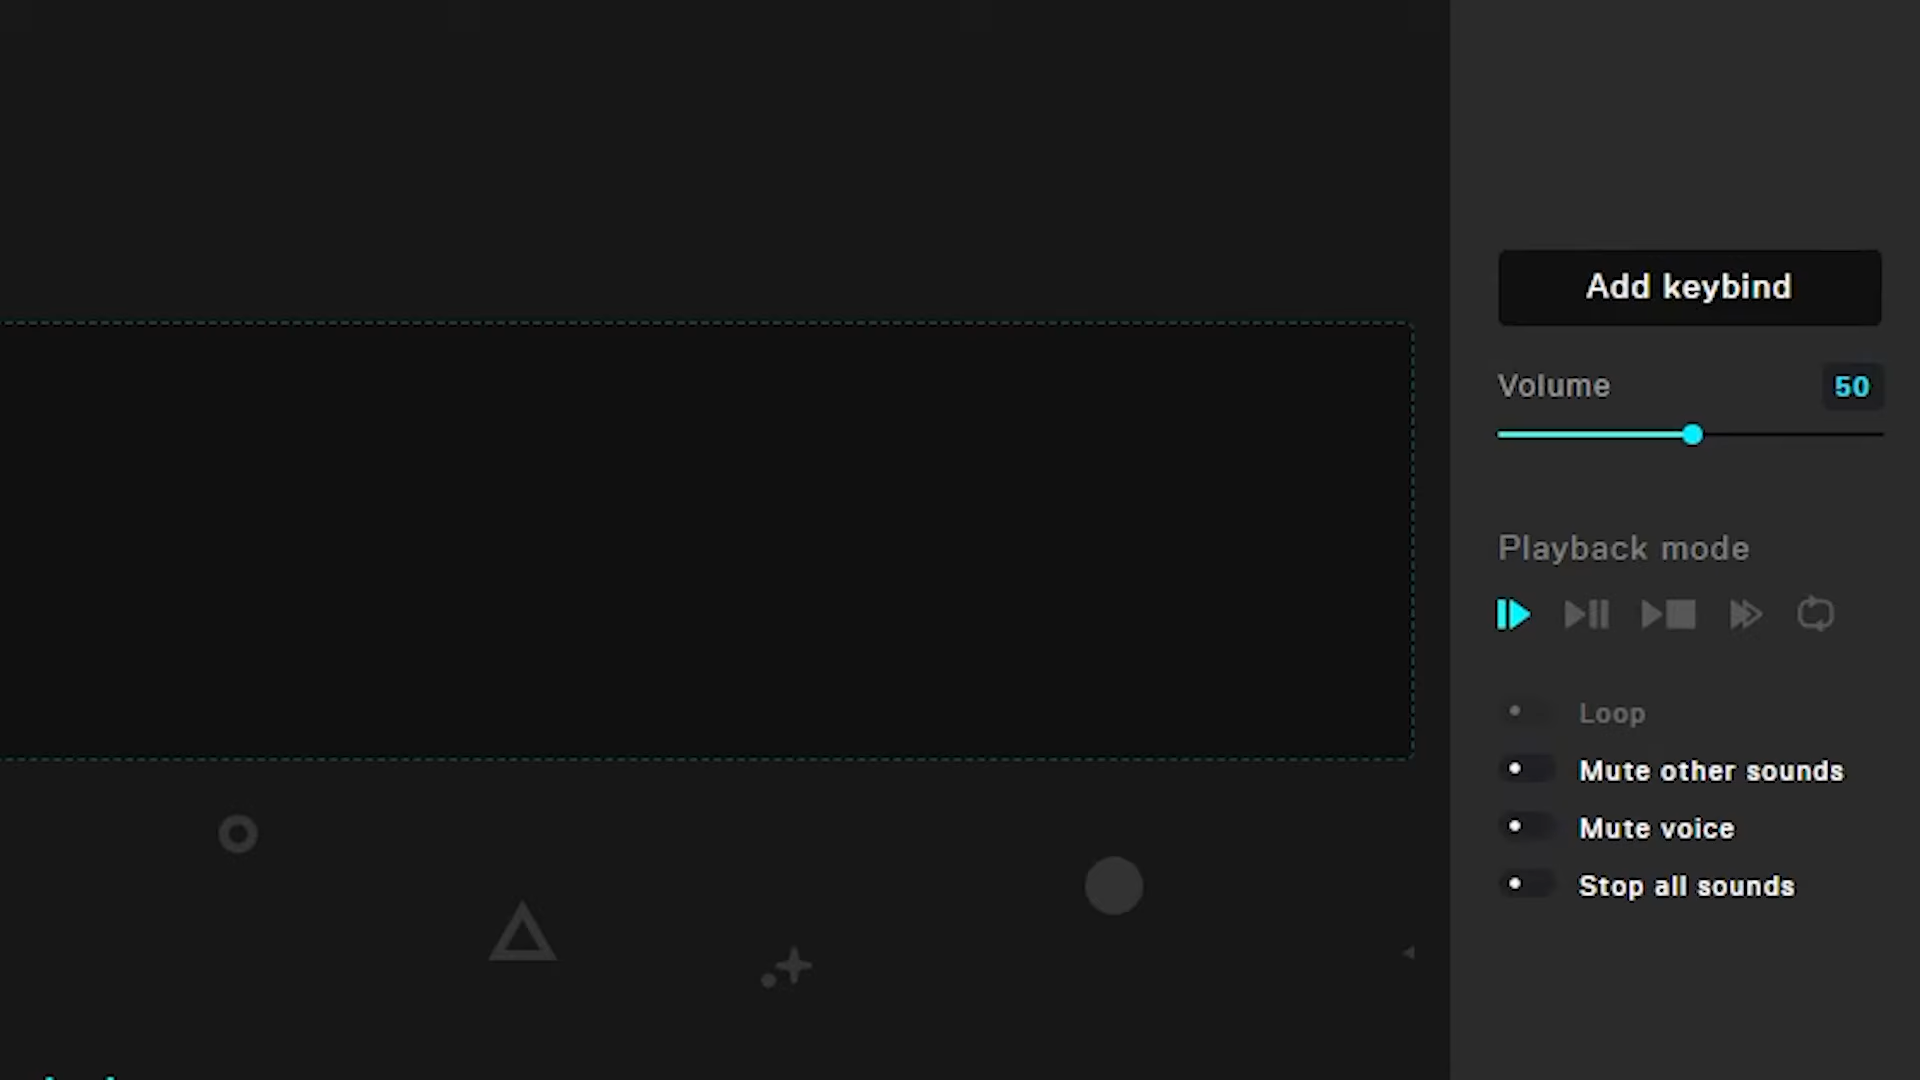 Add keybind
Volume
50
Playback mode
Loop
Mute other sounds
Mute voice
Stop all sounds